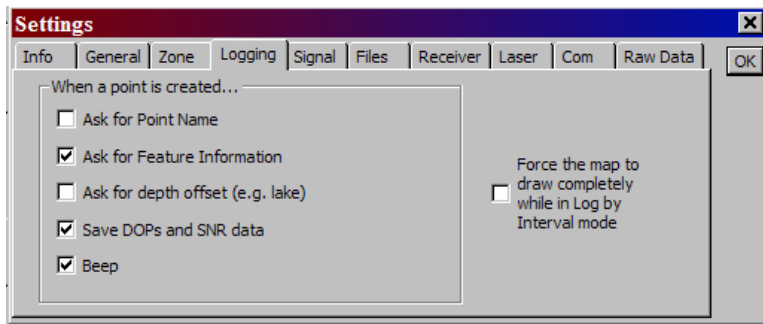 Settings
Info General Zone Logging Signal Files Receiver Laser Com Raw Data
OK
When a point is created...
Ask for Point Name
Ask for Feature Information
Ask for depth offset (e.g. lake)
Save DOPs and SNR data
Beep
Force the map to
draw completely
while in Log by
Interval mode